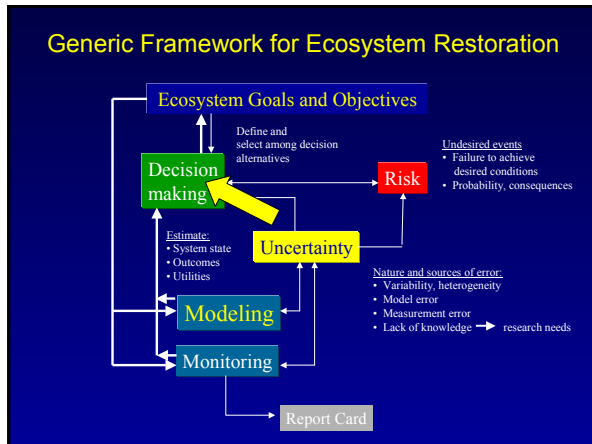 Generic Framework for Ecosystem Restoration
Ecosystem Goals and Objectives
Define and
select among decision
alternatives
Undesired events
• Failure to achieve
desired conditions
• Probability, consequences
Decision
making
Risk
Estimate:
• System state
• Outcomes
• Utilities
Uncertainty
Nature and sources of error:
• Variability, heterogeneity
• Model error
• Measurement error
• Lack of knowledge → research needs
Modeling
Monitoring
Report Card